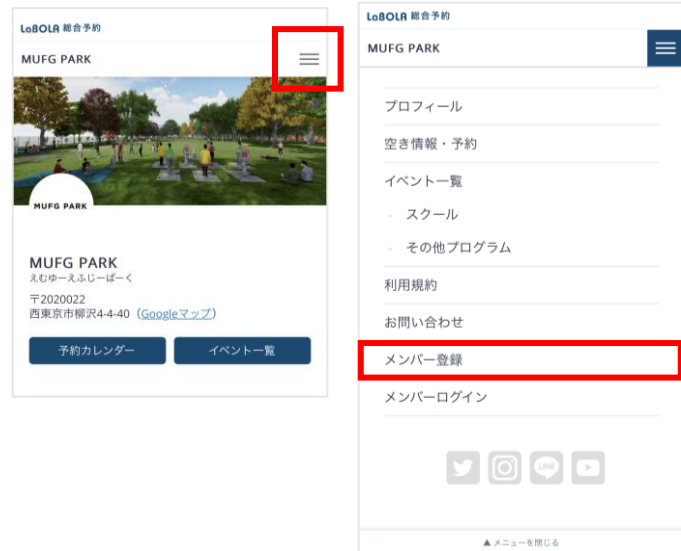 LaBOLA 総合予約
MUFG PARK
MUFG PARK
MUFG PARK
えむゆーえふじーぱーく
〒2020022
西東京市柳沢4-4-40（Googleマップ）
予約カレンダー
イベント一覧
LaBOLA 総合予約
MUFG PARK
プロフィール
空き情報・予約
イベント一覧
- スクール
- その他プログラム
利用規約
お問い合わせ
メンバー登録
メンバーログイン
LINE
▲ メニューを閉じる